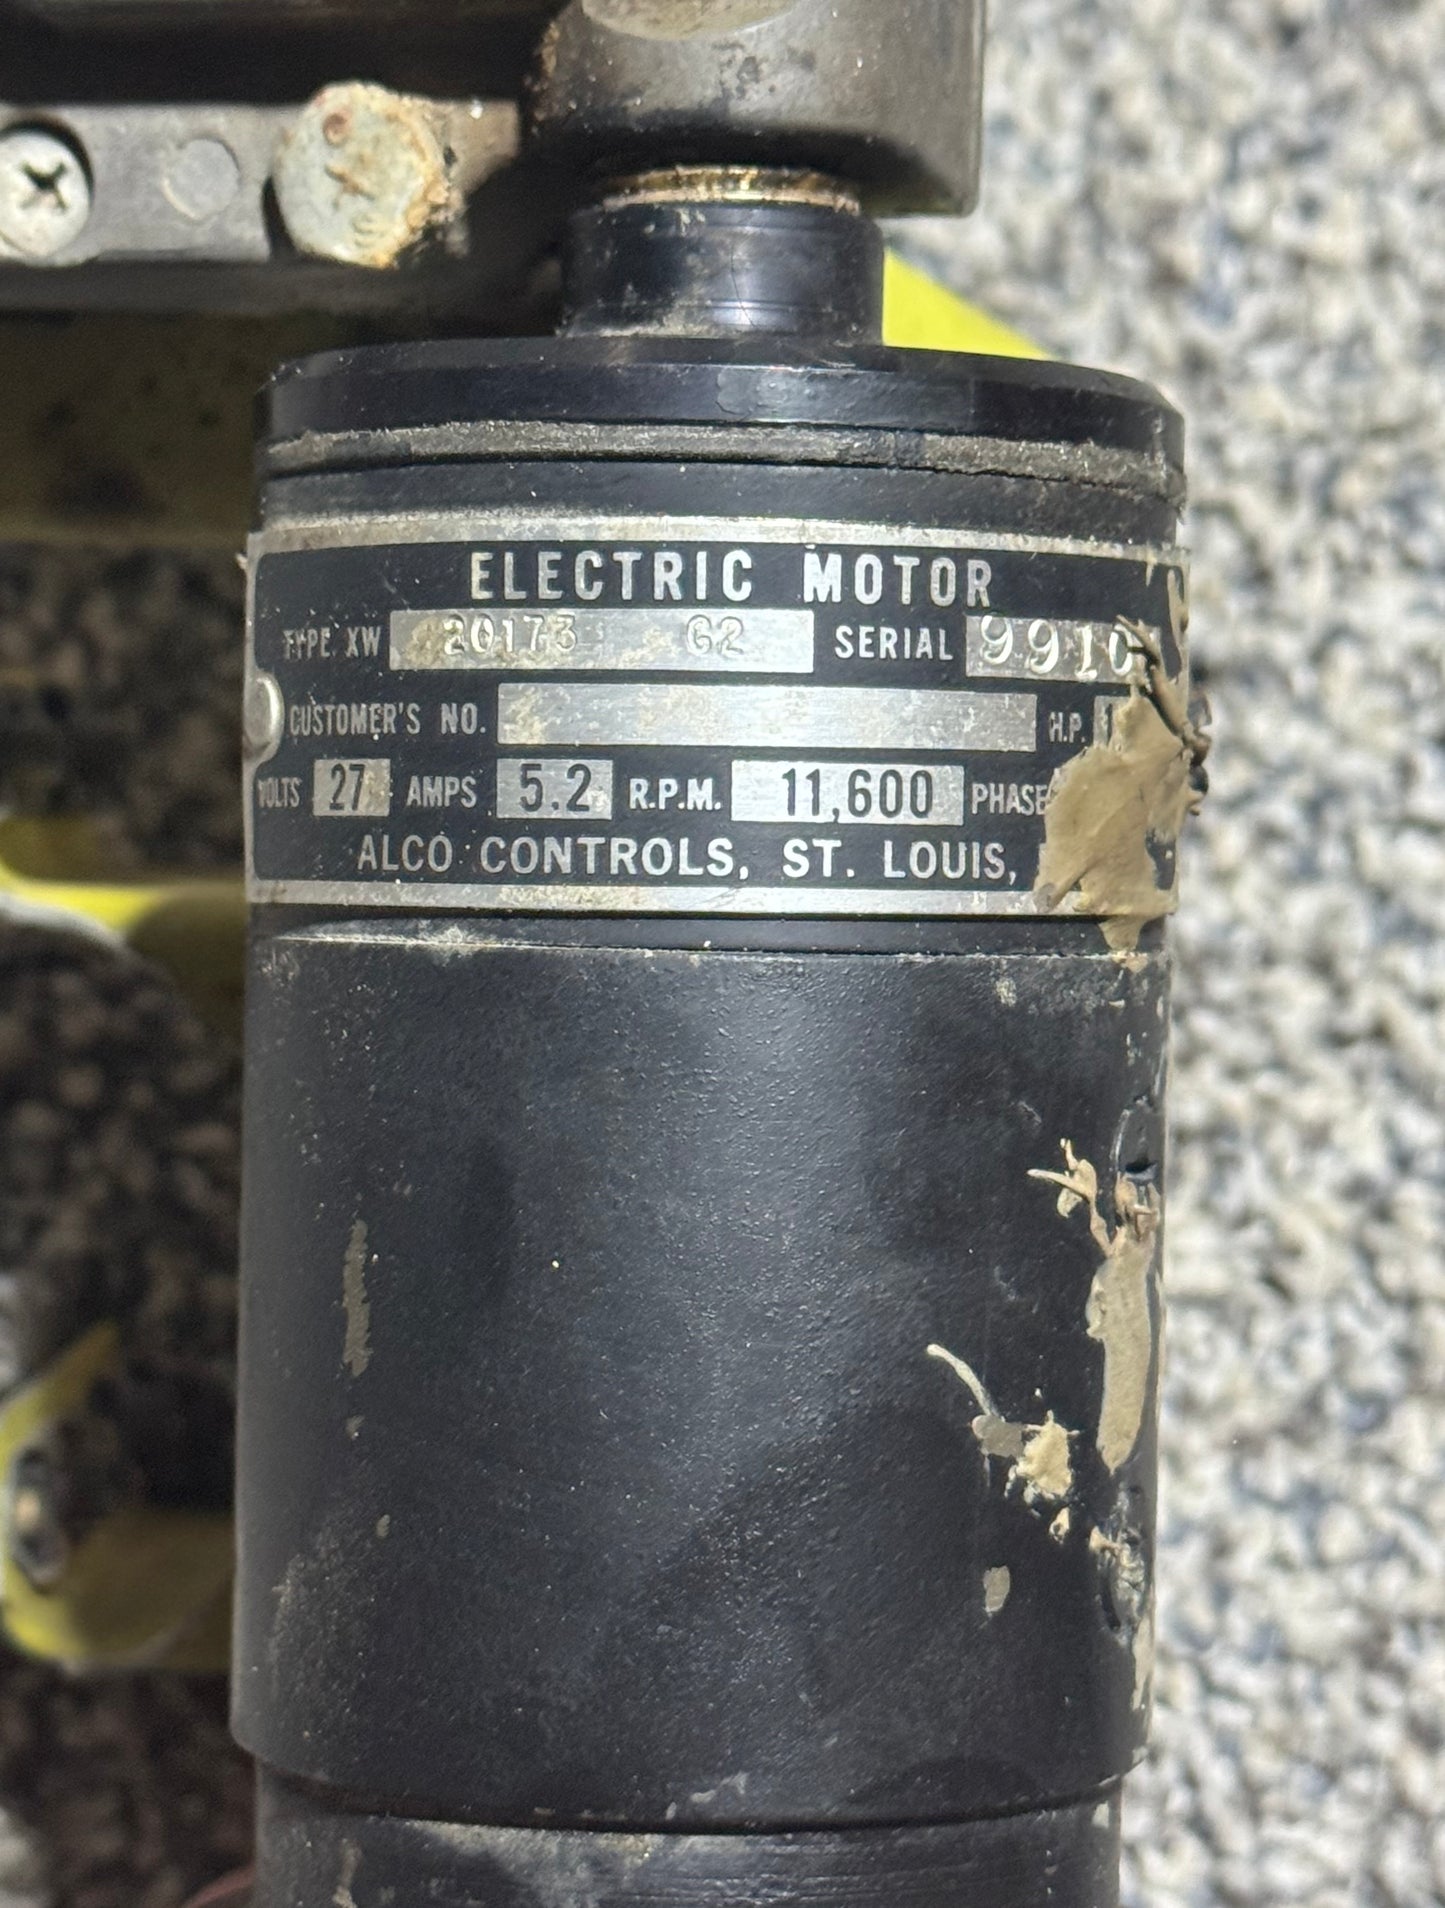 ELECTRIC MOTOR
TYPE XW 20173 G2 SERIAL 9910
CUSTOMER'S NO. H.P.
VOLTS 27 AMPS 5.2 R.P.M. 11,600 PHASE
ALCO CONTROLS, ST. LOUIS,